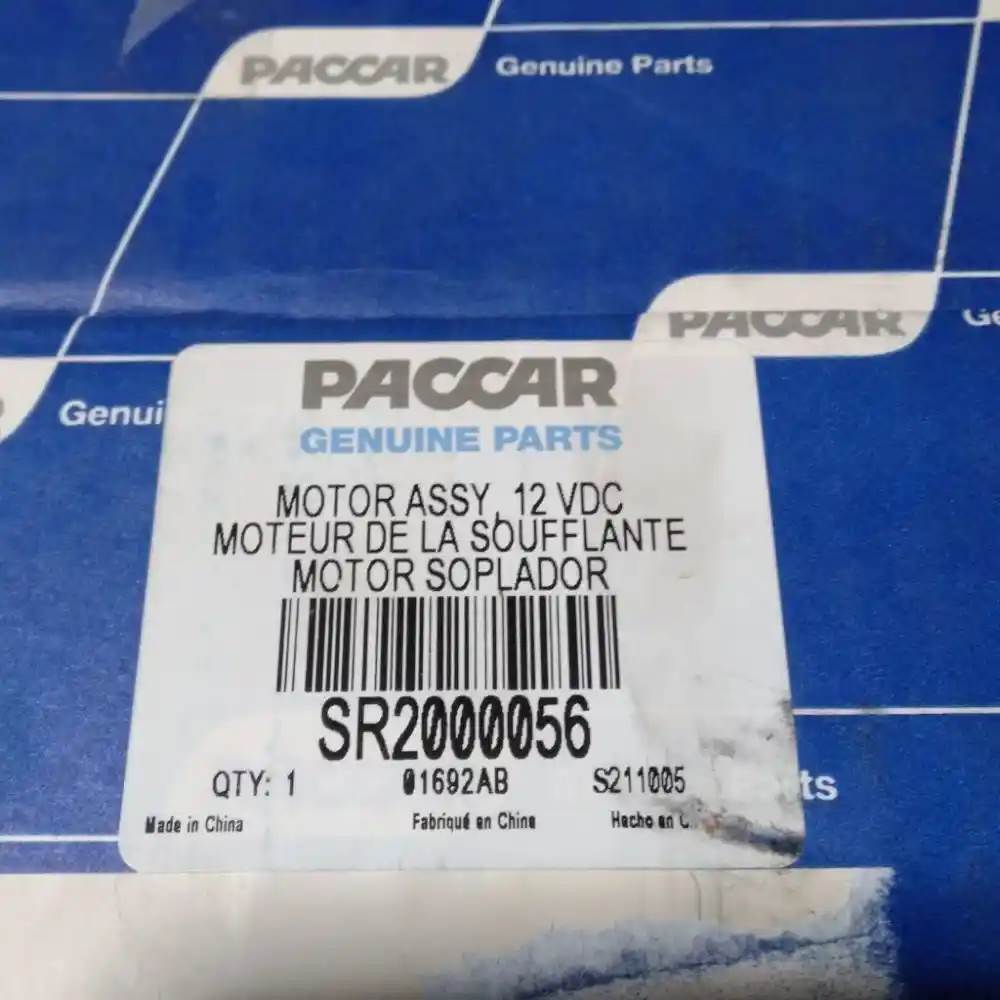 PACCAR Genuine Parts
PACCAR
Genui
PACCAR
GENUINE PARTS
MOTOR ASSY, 12 VDC
MOTEUR DE LA SOUFFLANTE
MOTOR SOPLADOR
SR2000056
QTY: 1 01692AB S211005
Made in China Fabriqué en China Hecho en C